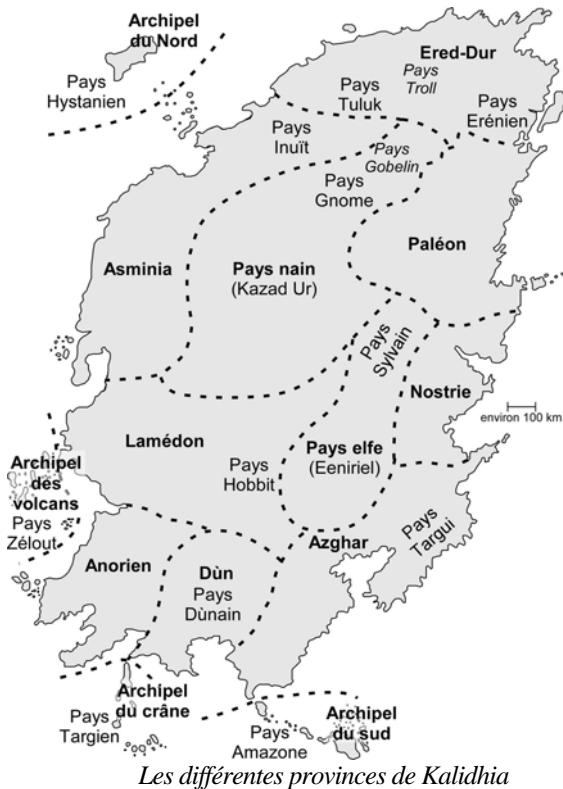 Archipel
du Nord
Pays
Hystanien
Ered-Dur
Pays
Troll
Pays
Tuluk
Pays
Erénien
Pays
Inuït
Pays
Gobelin
Pays
Gnome
Paléon
Asminia
Pays nain
(Kazad Ur)
Pays
Sylvain
Nostrie
environ 100 km
Lamédon
Pays elfe
(Eeniriel)
Pays
Hobbit
Archipel
des
volcans
Pays
Zélout
Azghar
Pays
Targui
Anorien
Dùn
Pays
Dùnain
Archipel
du crâne
Pays
Targien
Pays
Amazone
Archipel
du sud
Les différentes provinces de Kalidhia